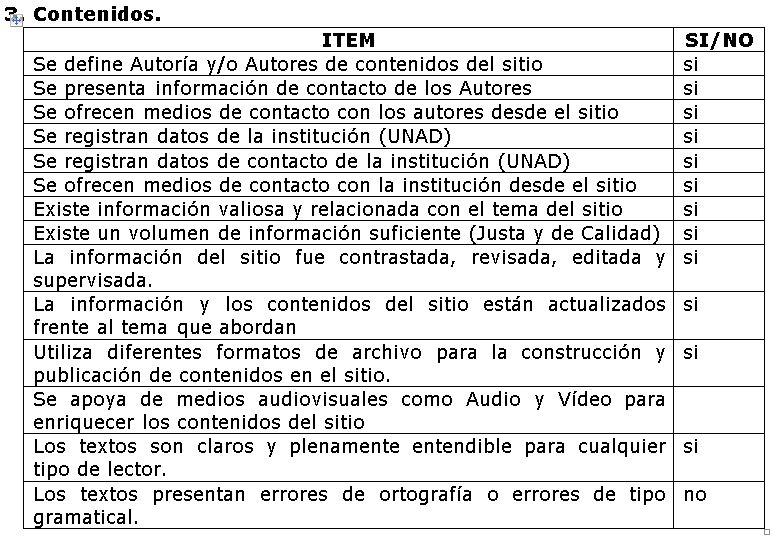 3. Contenidos.
ITEM SI/NO
Se define Autoría y/o Autores de contenidos del sitio si
Se presenta información de contacto de los Autores si
Se ofrecen medios de contacto con los autores desde el sitio si
Se registran datos de la institución (UNAD) si
Se registran datos de contacto de la institución (UNAD) si
Se ofrecen medios de contacto con la institución desde el sitio si
Existe información valiosa y relacionada con el tema del sitio si
Existe un volumen de información suficiente (Justa y de Calidad) si
La información del sitio fue contrastada, revisada, editada y si
supervisada.
La información y los contenidos del sitio están actualizados si
frente al tema que abordan
Utiliza diferentes formatos de archivo para la construcción y si
publicación de contenidos en el sitio.
Se apoya de medios audiovisuales como Audio y Vídeo para
enriquecer los contenidos del sitio
Los textos son claros y plenamente entendible para cualquier si
tipo de lector.
Los textos presentan errores de ortografía o errores de tipo no
gramatical.